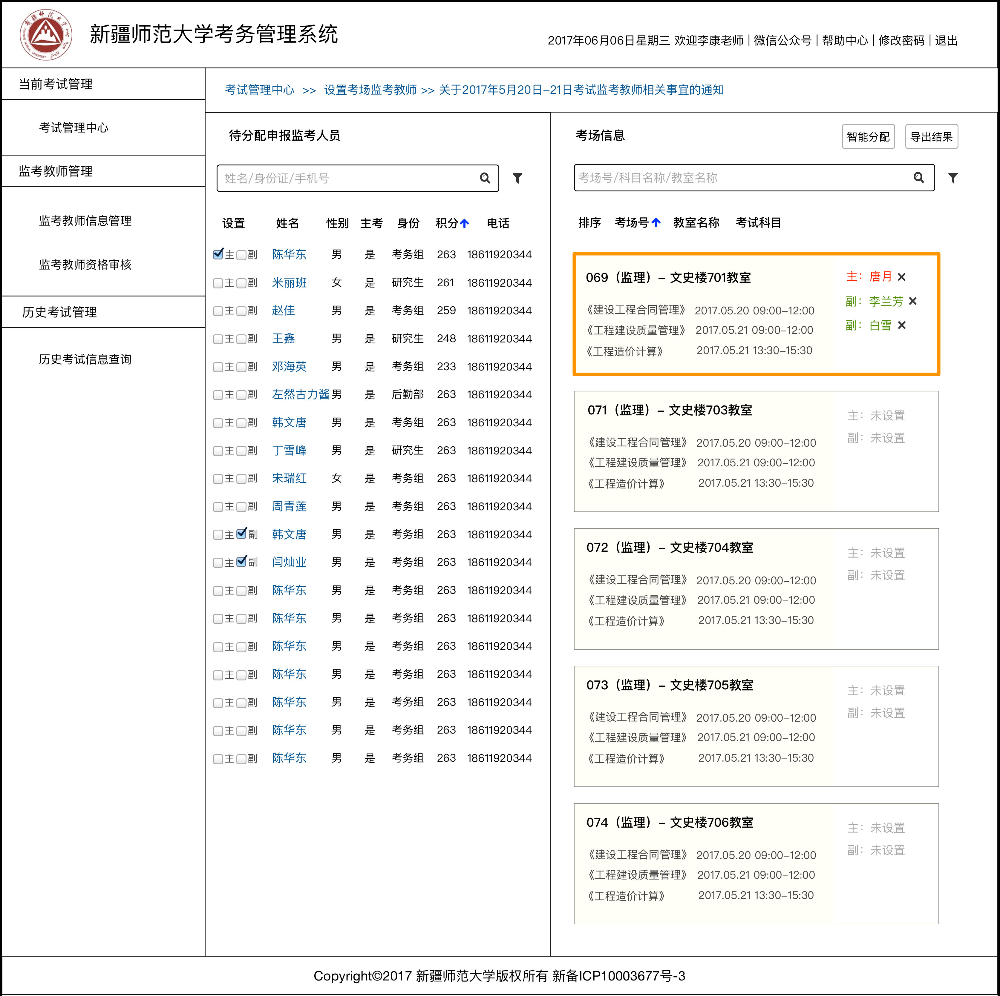 新疆师范大学
XINJIANG NORMAL UNIVERSITY
新疆师范大学考务管理系统
2017年06月06日星期三 欢迎李康老师 | 微信公众号 | 帮助中心 | 修改密码 | 退出
当前考试管理
考试管理中心
监考教师管理
监考教师信息管理
监考教师资格审核
历史考试管理
历史考试信息查询
考试管理中心 >> 设置考场监考教师 >> 关于2017年5月20日-21日考试监考教师相关事宜的通知
待分配申报监考人员
姓名/身份证/手机号
设置 姓名 性别 主考 身份 积分 电话
主 副 陈华东 男 是 考务组 263 18611920344
主 副 米丽班 女 是 研究生 261 18611920344
主 副 赵佳 男 是 考务组 259 18611920344
主 副 王鑫 男 是 研究生 248 18611920344
主 副 邓海英 男 是 考务组 233 18611920344
主 副 左然古力酱 男 是 后勤部 263 18611920344
主 副 韩文唐 男 是 考务组 263 18611920344
主 副 丁雪峰 男 是 研究生 263 18611920344
主 副 宋瑞红 女 是 考务组 263 18611920344
主 副 周青莲 男 是 考务组 263 18611920344
主 副 韩文唐 男 是 考务组 263 18611920344
主 副 闫灿业 男 是 考务组 263 18611920344
主 副 陈华东 男 是 考务组 263 18611920344
主 副 陈华东 男 是 考务组 263 18611920344
主 副 陈华东 男 是 考务组 263 18611920344
主 副 陈华东 男 是 考务组 263 18611920344
主 副 陈华东 男 是 考务组 263 18611920344
主 副 陈华东 男 是 考务组 263 18611920344
主 副 陈华东 男 是 考务组 263 18611920344
考场信息
智能分配 导出结果
考场号/科目名称/教室名称
排序 考场号 教室名称 考试科目
069（监理）- 文史楼701教室
《建设工程合同管理》 2017.05.20 09:00-12:00
《工程建设质量管理》 2017.05.21 09:00-12:00
《工程造价计算》 2017.05.21 13:30-15:30
主：唐月
副：李兰芳
副：白雪
071（监理）- 文史楼703教室
《建设工程合同管理》 2017.05.20 09:00-12:00
《工程建设质量管理》 2017.05.21 09:00-12:00
《工程造价计算》 2017.05.21 13:30-15:30
主：未设置
副：未设置
072（监理）- 文史楼704教室
《建设工程合同管理》 2017.05.20 09:00-12:00
《工程建设质量管理》 2017.05.21 09:00-12:00
《工程造价计算》 2017.05.21 13:30-15:30
主：未设置
副：未设置
073（监理）- 文史楼705教室
《建设工程合同管理》 2017.05.20 09:00-12:00
《工程建设质量管理》 2017.05.21 09:00-12:00
《工程造价计算》 2017.05.21 13:30-15:30
主：未设置
副：未设置
074（监理）- 文史楼706教室
《建设工程合同管理》 2017.05.20 09:00-12:00
《工程建设质量管理》 2017.05.21 09:00-12:00
《工程造价计算》 2017.05.21 13:30-15:30
主：未设置
副：未设置
Copyright©2017 新疆师范大学版权所有 新备ICP10003677号-3